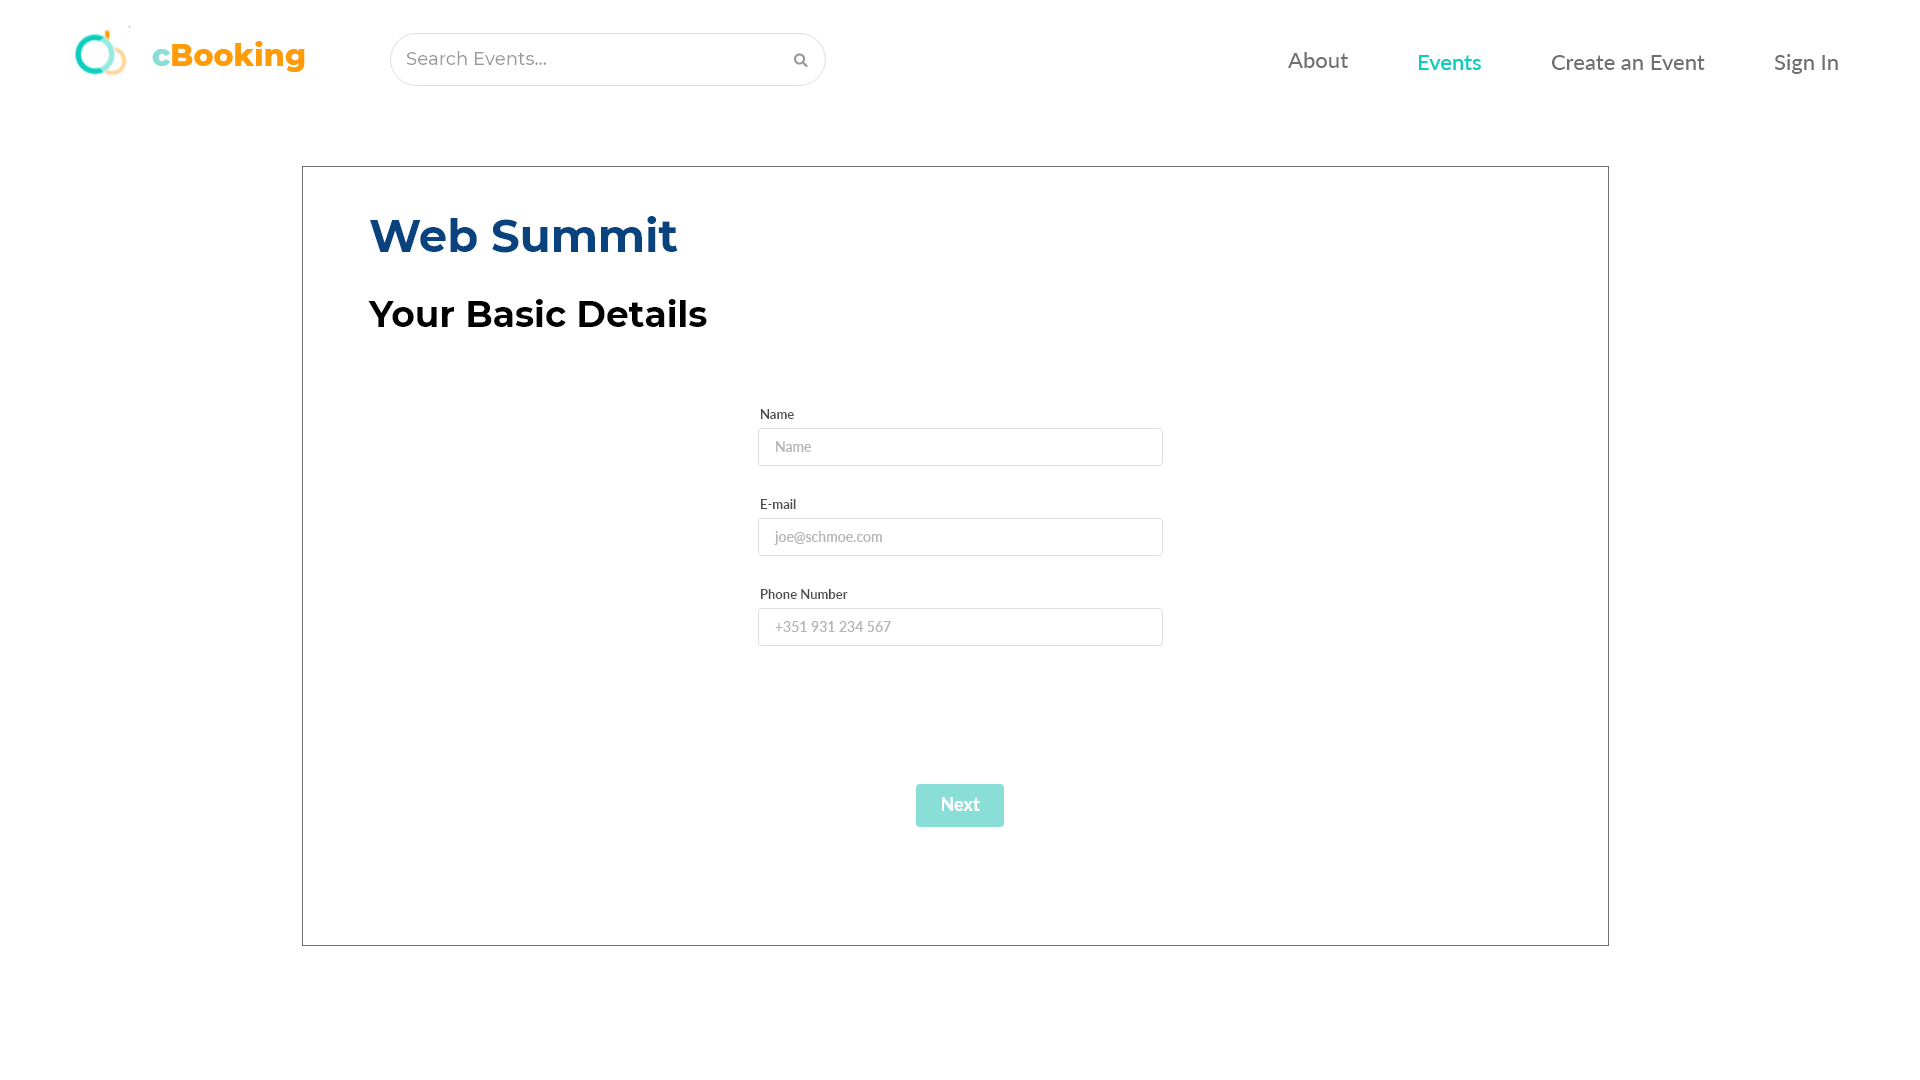 cBooking
Search Events...
About
Events
Create an Event
Sign In
Web Summit
Your Basic Details
Name
Name
E-mail
joe@schmoe.com
Phone Number
+351 931 234 567
Next